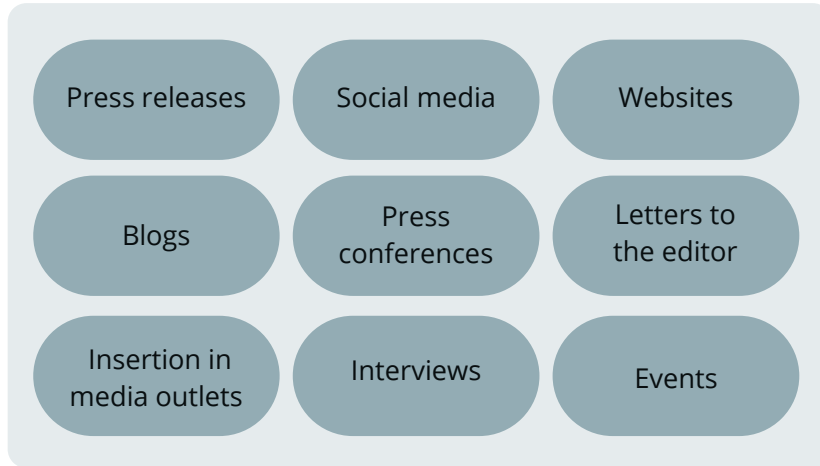 Press releases
Social media
Websites
Blogs
Press
conferences
Letters to
the editor
Insertion in
media outlets
Interviews
Events